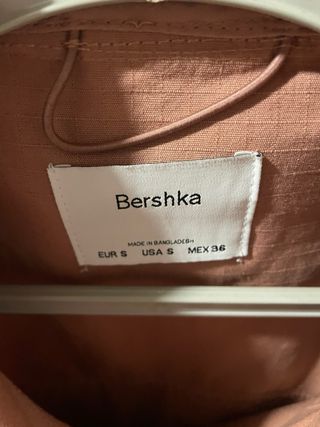 Bershka
MADE IN BANGLADESH
EUR S USA S MEX 36